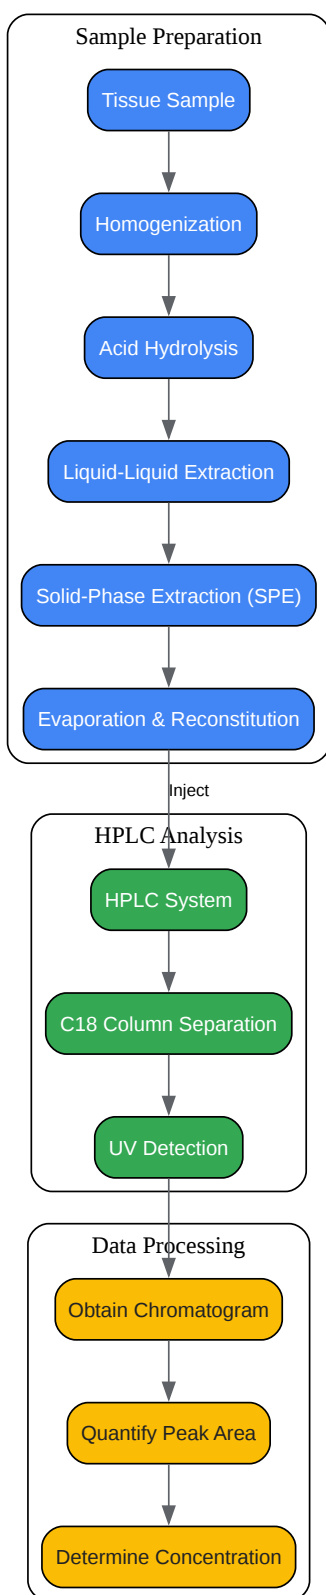 Sample Preparation
Tissue Sample
Homogenization
Acid Hydrolysis
Liquid-Liquid Extraction
Solid-Phase Extraction (SPE)
Evaporation & Reconstitution
Inject
HPLC Analysis
HPLC System
C18 Column Separation
UV Detection
Data Processing
Obtain Chromatogram
Quantify Peak Area
Determine Concentration